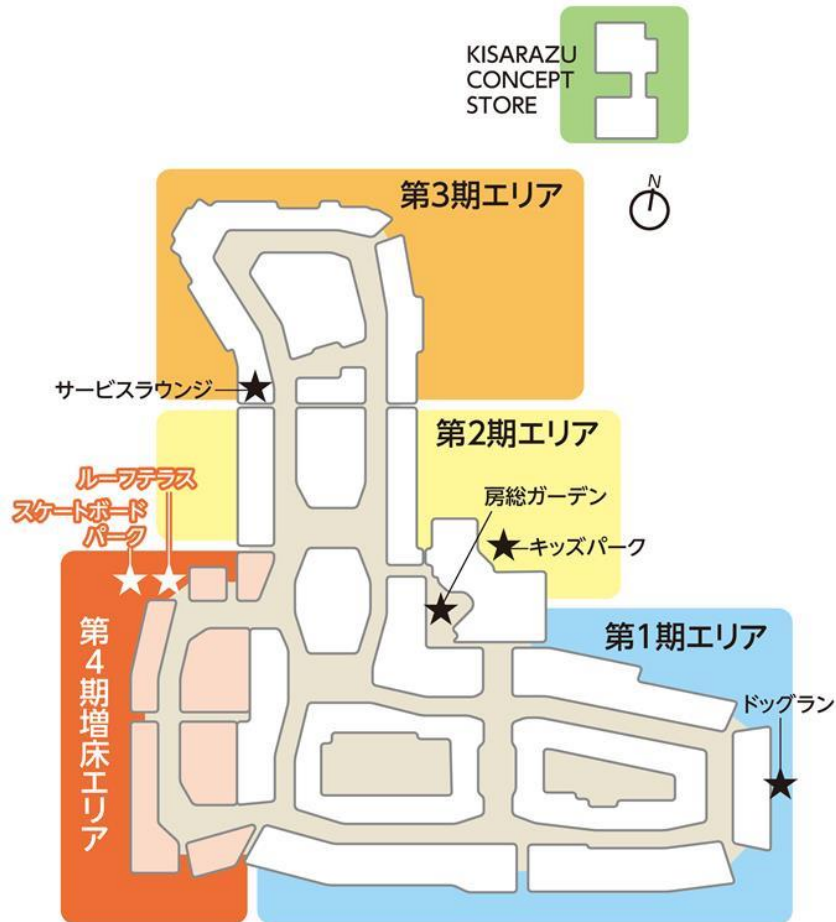 KISARAZU
CONCEPT
STORE
N
第3期エリア
サービスラウンジ
第2期エリア
房総ガーデン
キッズパーク
ルーフテラス
スケートボード
パーク
第4期増床エリア
第1期エリア
ドッグラン